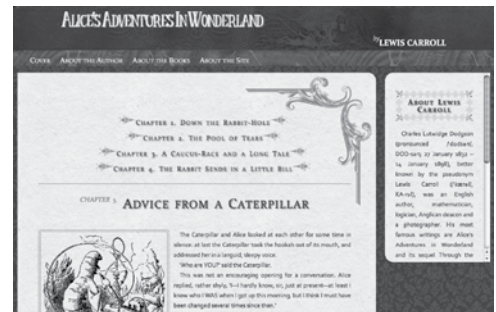 ALICE'S ADVENTURES IN WONDERLAND
by LEWIS CARROLL
COVER ABOUT THE AUTHOR ABOUT THE BOOKS ABOUT THE SITE
CHAPTER 1. DOWN THE RABBIT-HOLE
CHAPTER 2. THE POOL OF TEARS
CHAPTER 3. A CAUCUS-RACE AND A LONG TALE
CHAPTER 4. THE RABBIT SENDS IN A LITTLE BILL
CHAPTER 5. ADVICE FROM A CATERPILLAR
The Caterpillar and Alice looked at each other for some time in
silence: at last the Caterpillar took the hookah out of its mouth, and
addressed her in a languid, sleepy voice.
'Who are YOU?' said the Caterpillar.
This was not an encouraging opening for a conversation. Alice
replied, rather shyly, 'I—I hardly know, sir, just at present—at least I
know who I WAS when I got up this morning, but I think I must have
been changed several times since then.'
ABOUT LEWIS
CARROLL
Charles Lutwidge Dodgson
(pronounced
DOD-sən; 27 January 1832 –
14 January 1898), better
known by the pseudonym
Lewis Carroll
KA-rəl), was an English
author, mathematician,
logician, Anglican deacon and
a photographer. His most
famous writings are Alice's
Adventures in Wonderland
and its sequel Through the